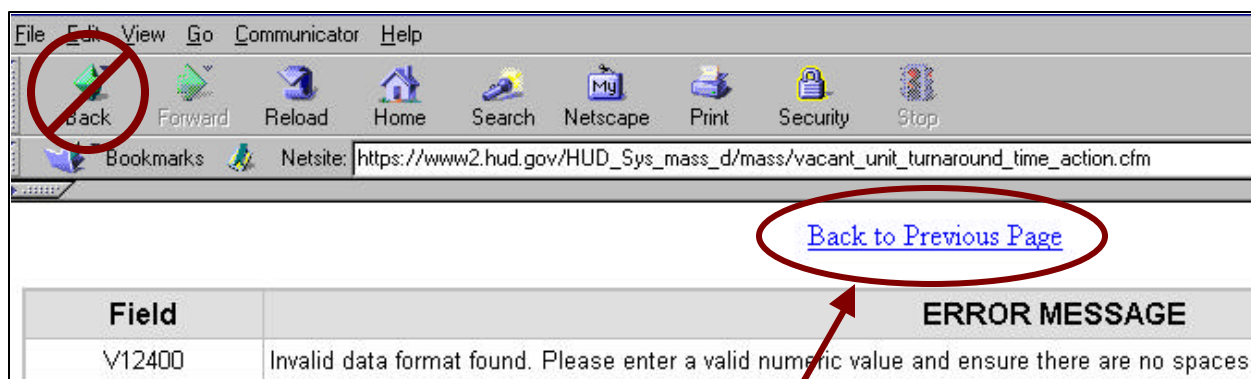 File Edit View Go Communicator Help
Back Forward Reload Home Search Netscape Print Security Stop
My
Bookmarks Netsite: https://www2.hud.gov/HUD_Sys_mass_d/mass/vacant_unit_turnaround_time_action.cfm
Back to Previous Page
Field ERROR MESSAGE
V12400 Invalid data format found. Please enter a valid numeric value and ensure there are no spaces